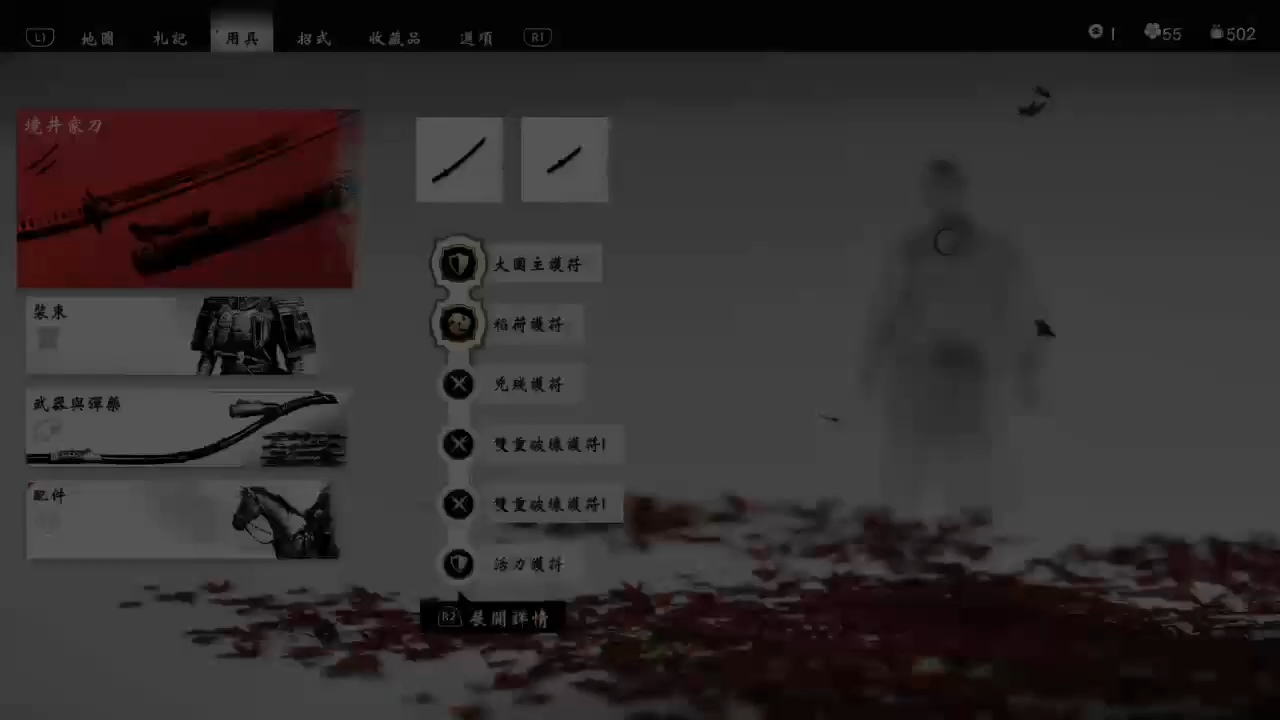 L1 地圖 札記 用具 招式 收藏品 選項 R1
1 55 502
境井家刀
裝束
武器與彈藥
配件
大國主護符
稻荷護符
兇殘護符
雙重破壞護符I
雙重破壞護符I
活力護符
R2 展開詳情